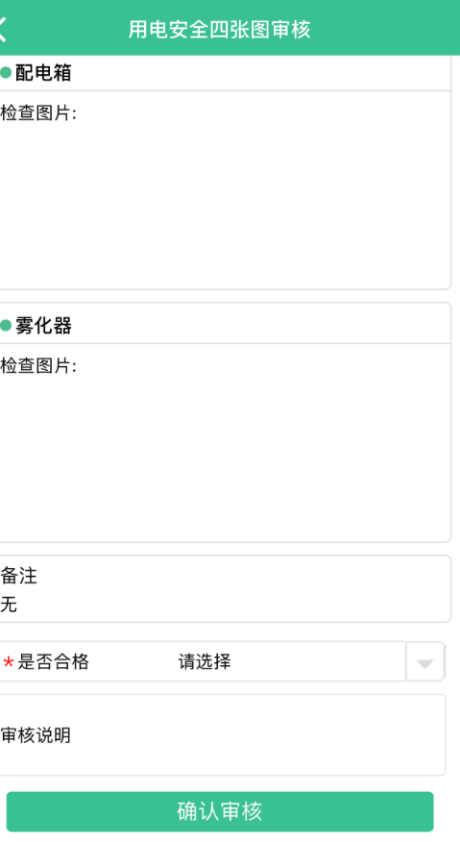 用电安全四张图审核
配电箱
检查图片:
雾化器
检查图片:
备注
无
*是否合格 请选择
审核说明
确认审核